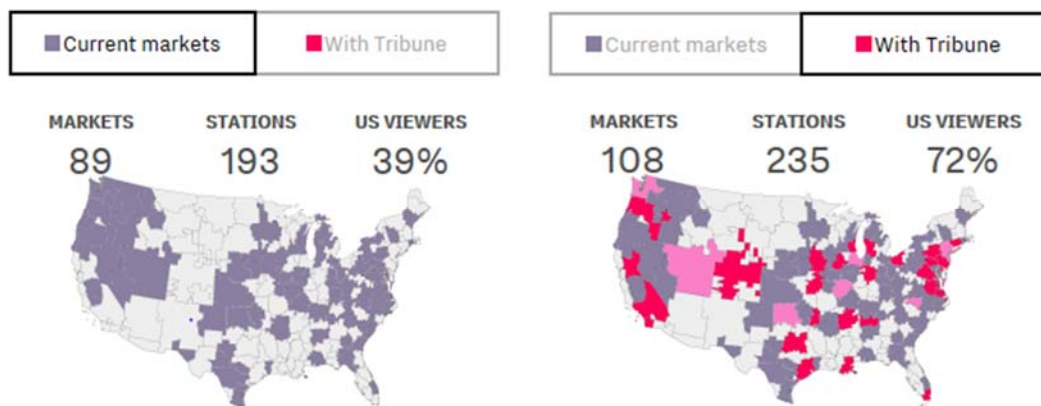 Current markets
With Tribune
MARKETS
STATIONS
US VIEWERS
89
193
39%
Current markets
With Tribune
MARKETS
STATIONS
US VIEWERS
108
235
72%